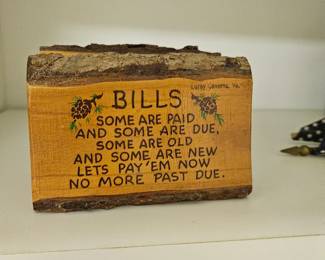 Luray Caverns, Va.
BILLS
SOME ARE PAID
AND SOME ARE DUE,
SOME ARE OLD
AND SOME ARE NEW
LETS PAY'EM NOW
NO MORE PAST DUE.